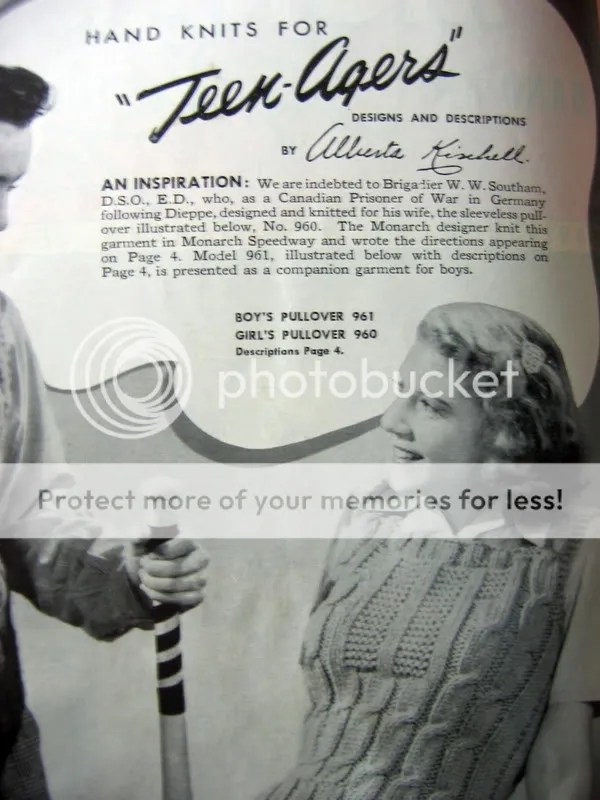 HAND KNITS FOR
"Teen-Agers"
DESIGNS AND DESCRIPTIONS
BY Alberta Kischell.
AN INSPIRATION: We are indebted to Brigadier W. W. Southam,
D.S.O., E.D., who, as a Canadian Prisoner of War in Germany
following Dieppe, designed and knitted for his wife, the sleeveless pull-
over illustrated below, No. 960. The Monarch designer knit this
garment in Monarch Speedway and wrote the directions appearing
on Page 4. Model 961, illustrated below with descriptions on
Page 4, is presented as a companion garment for boys.
BOY'S PULLOVER 961
GIRL'S PULLOVER 960
Descriptions Page 4.
photobucket
Protect more of your memories for less!